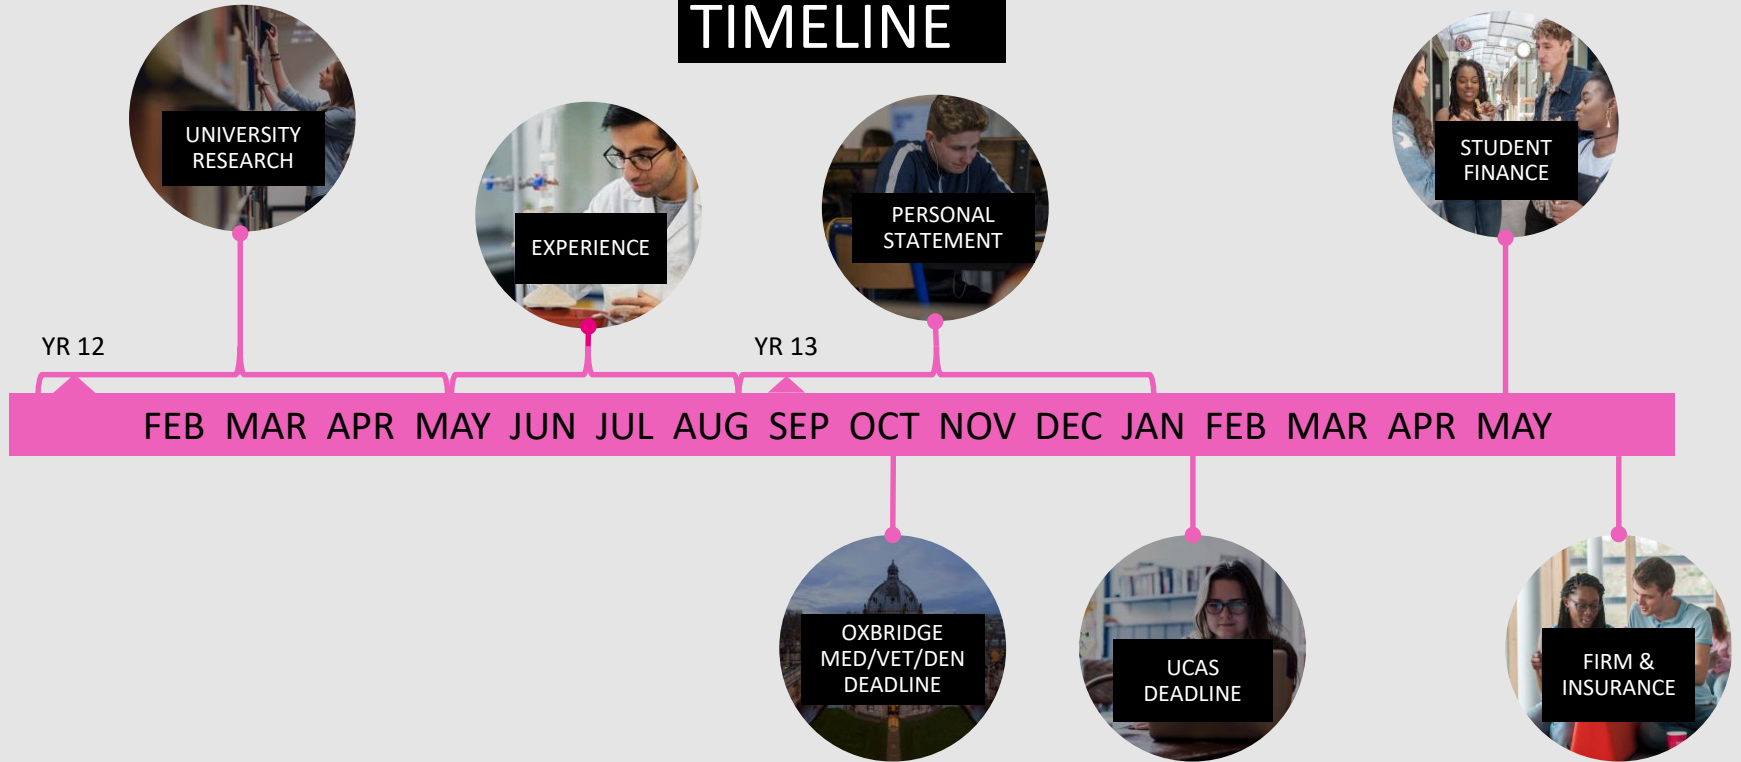 TIMELINE
UNIVERSITY
RESEARCH
EXPERIENCE
PERSONAL
STATEMENT
STUDENT
FINANCE
YR 12
YR 13
FEB MAR APR MAY JUN JUL AUG SEP OCT NOV DEC JAN FEB MAR APR MAY
OXBRIDGE
MED/VET/DEN
DEADLINE
UCAS
DEADLINE
FIRM &
INSURANCE